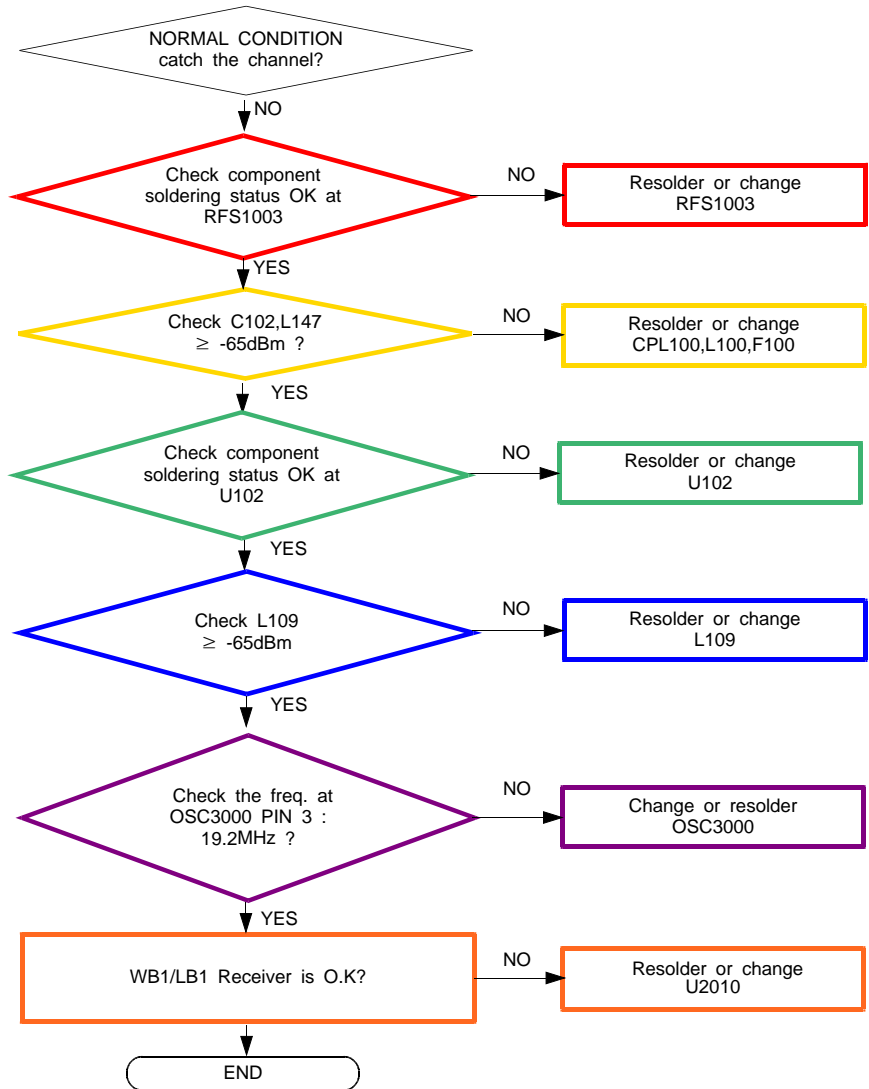 NORMAL CONDITION
catch the channel?
NO
Check component
soldering status OK at
RFS1003
NO
Resolder or change
RFS1003
YES
Check C102,L147
≥ -65dBm ?
NO
Resolder or change
CPL100,L100,F100
YES
Check component
soldering status OK at
U102
NO
Resolder or change
U102
YES
Check L109
≥ -65dBm
NO
Resolder or change
L109
YES
Check the freq. at
OSC3000 PIN 3 :
19.2MHz ?
NO
Change or resolder
OSC3000
YES
WB1/LB1 Receiver is O.K?
NO
Resolder or change
U2010
END